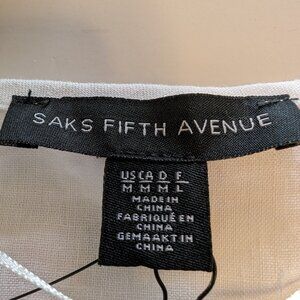 SAKS FIFTH AVENUE
US CA D F
M M M L
MADE IN
CHINA
FABRIQUÉ EN
CHINA
GEMAAKT IN
CHINA